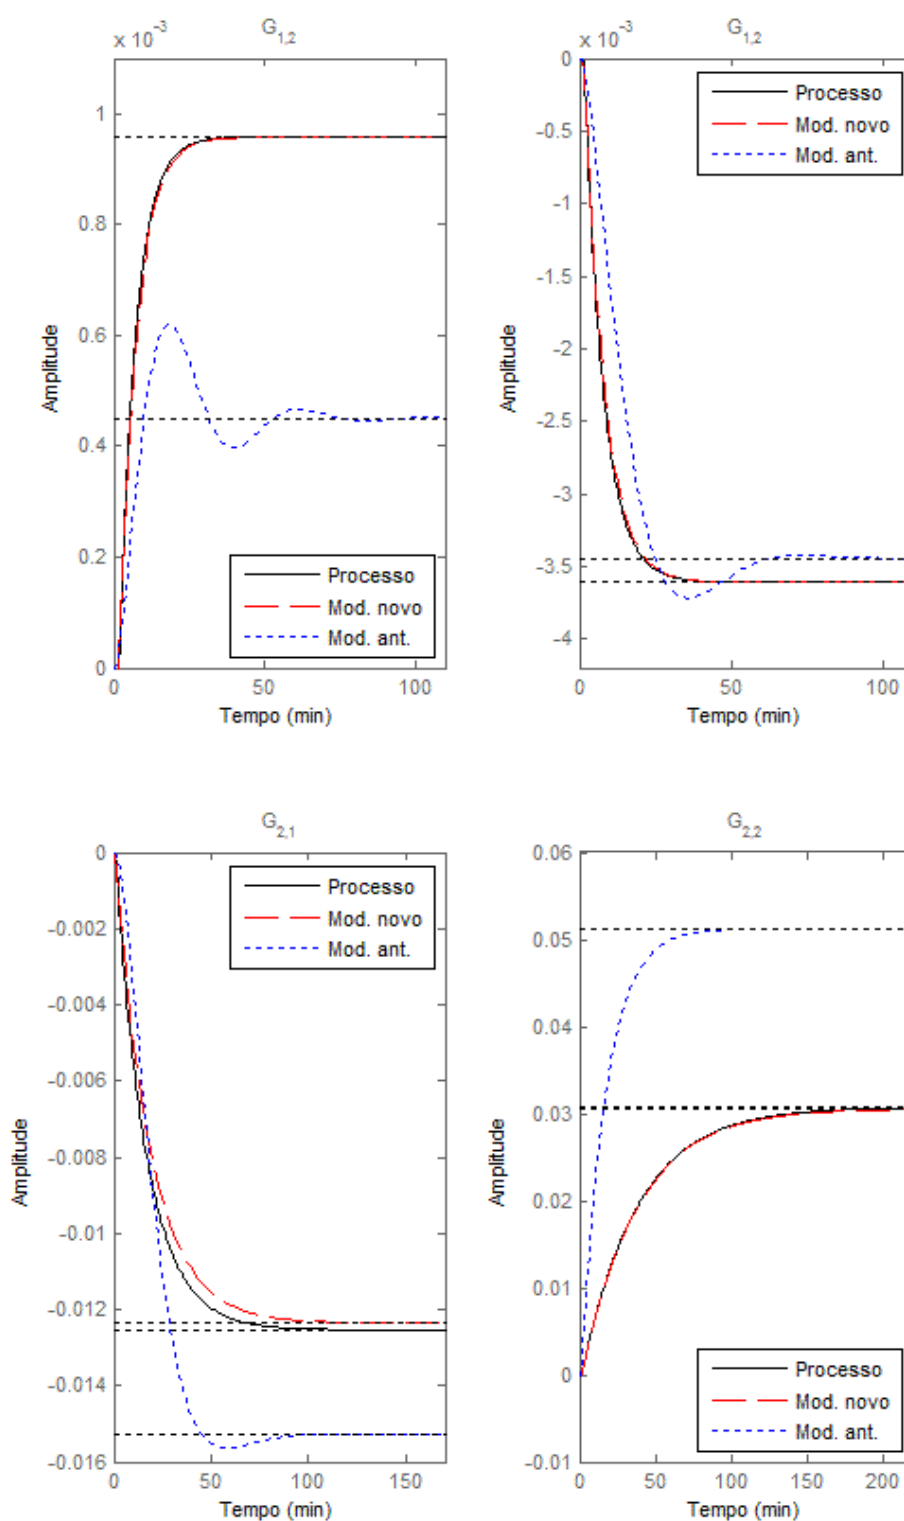 x 10⁻³
G₁,₂
1
0.8
0.6
0.4
0.2
0
Amplitude
0
50
100
Tempo (min)
Processo
Mod. novo
Mod. ant.
x 10⁻³
G₁,₂
0
-0.5
-1
-1.5
-2
-2.5
-3
-3.5
-4
Amplitude
0
50
100
Tempo (min)
Processo
Mod. novo
Mod. ant.
G₂,₁
0
-0.002
-0.004
-0.006
-0.008
-0.01
-0.012
-0.014
-0.016
Amplitude
0
50
100
150
Tempo (min)
Processo
Mod. novo
Mod. ant.
G₂,₂
0.06
0.05
0.04
0.03
0.02
0.01
0
-0.01
Amplitude
0
50
100
150
200
Tempo (min)
Processo
Mod. novo
Mod. ant.